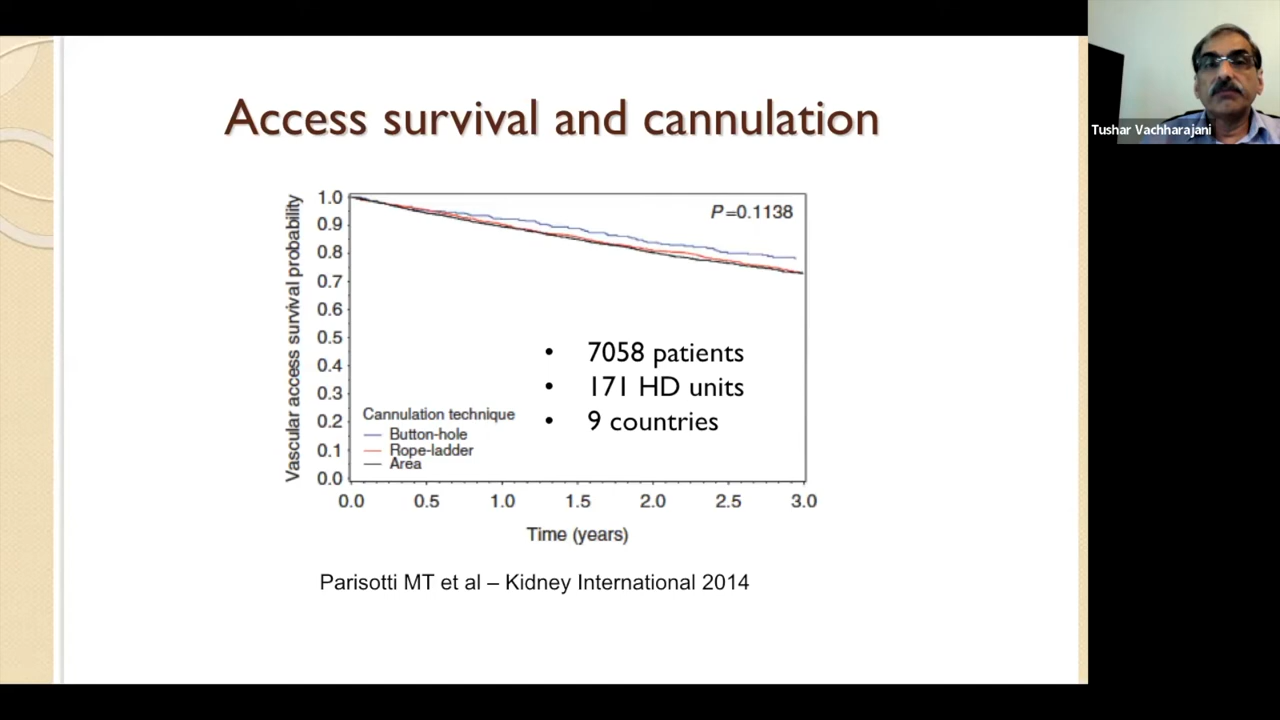 Access survival and cannulation
Tushar Vachharajani
Vascular access survival probability
1.0
0.9
0.8
0.7
0.6
0.5
0.4
0.3
0.2
0.1
0.0
P=0.1138
• 7058 patients
• 171 HD units
• 9 countries
Cannulation technique
Button-hole
Rope-ladder
Area
0.0 0.5 1.0 1.5 2.0 2.5 3.0
Time (years)
Parisotti MT et al – Kidney International 2014